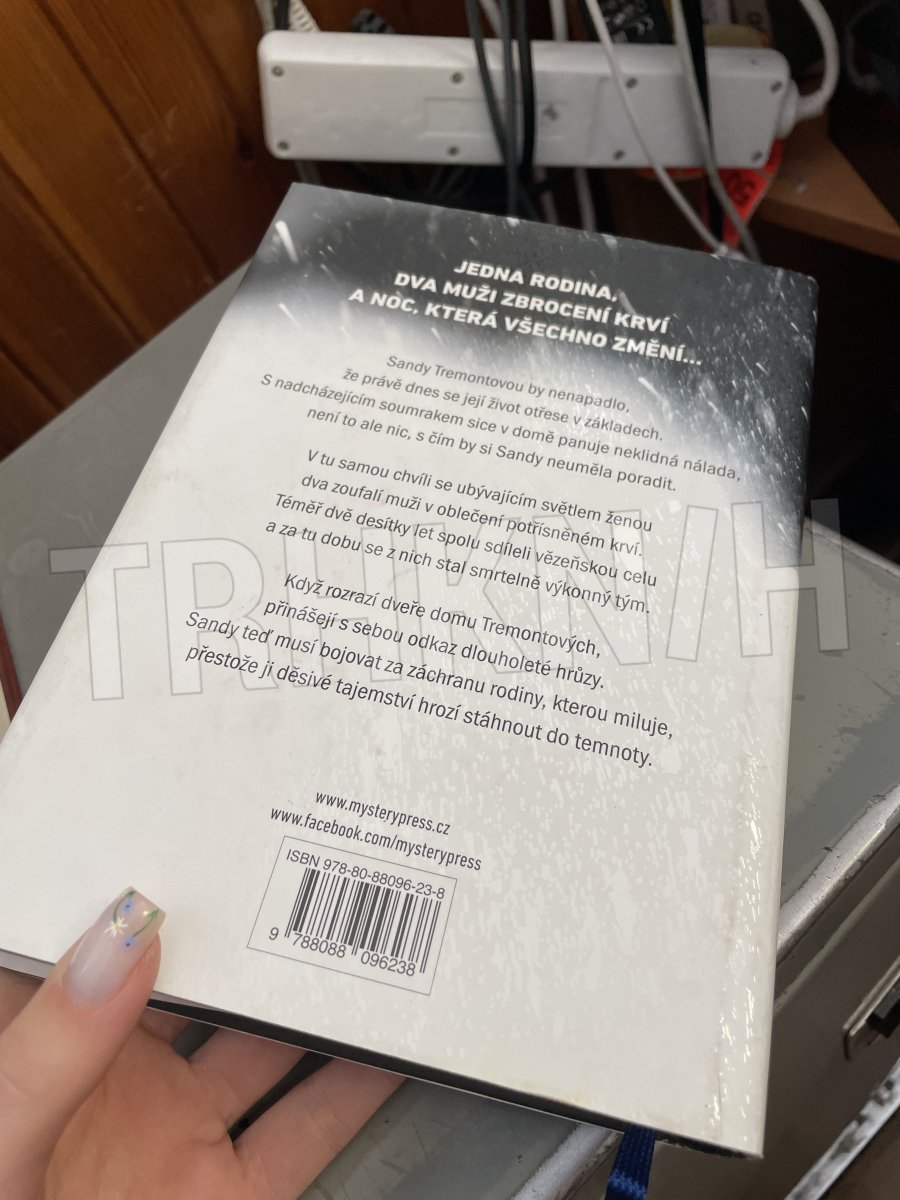 JEDNA RODINA,
DVA MUŽI ZBROCENÍ KRVÍ
A NOC, KTERÁ VŠECHNO ZMĚNÍ...
Sandy Tremontovou by nenapadlo,
že právě dnes se její život otřese v základech.
S nadcházejícím soumrakem sice v domě panuje neklidná nálada,
není to ale nic, s čím by si Sandy neuměla poradit.
V tu samou chvíli se ubývajícím světlem ženou
dva zoufalí muži v oblečení potřísněném krví.
Téměř dvě desítky let spolu sdíleli vězeňskou celu
a za tu dobu se z nich stal smrtelně výkonný tým.
Když rozrazí dveře domu Tremontových,
přinášejí s sebou odkaz dlouholeté hrůzy.
Sandy teď musí bojovat za záchranu rodiny, kterou miluje,
přestože ji děsivé tajemství hrozí stáhnout do temnoty.
www.mysterypress.cz
www.facebook.com/mysterypress
ISBN 978-80-88096-23-8
9 788088 096238
TRHKNIH